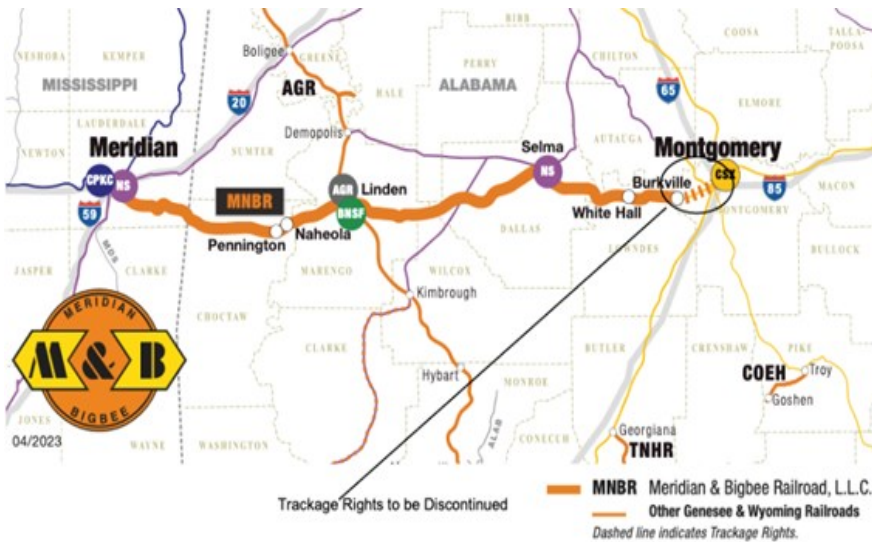 BIBB
NESHOBA
KEMPER
CHILTON
COOSA
TALLA-
POOSA
Boligee
GREENE
PERRY
65
MISSISSIPPI
AGR
HALE
ALABAMA
20
ELMORE
LAUDERDALE
Demopolis
AUTAUGA
NEWTON
Meridian
SUMTER
Selma
Montgomery
CPKC
NS
AGR
Linden
NS
Burkville
CSX
85
MACON
MNBR
BNSF
White Hall
MONTGOMERY
59
Naheola
DALLAS
Pennington
LOWNDES
BULLOCK
MDS
JASPER
CLARKE
MARENGO
WILCOX
CHOCTAW
Kimbrough
MERIDIAN
M & B
BIGBEE
CLARKE
BUTLER
CRENSHAW
PIKE
COEH
Troy
Hybart
MONROE
Goshen
JONES
ALAB
Georgiana
04/2023
WAYNE
WASHINGTON
CONECUH
TNHR
Trackage Rights to be Discontinued
MNBR Meridian & Bigbee Railroad, L.L.C.
Other Genesee & Wyoming Railroads
Dashed line indicates Trackage Rights.